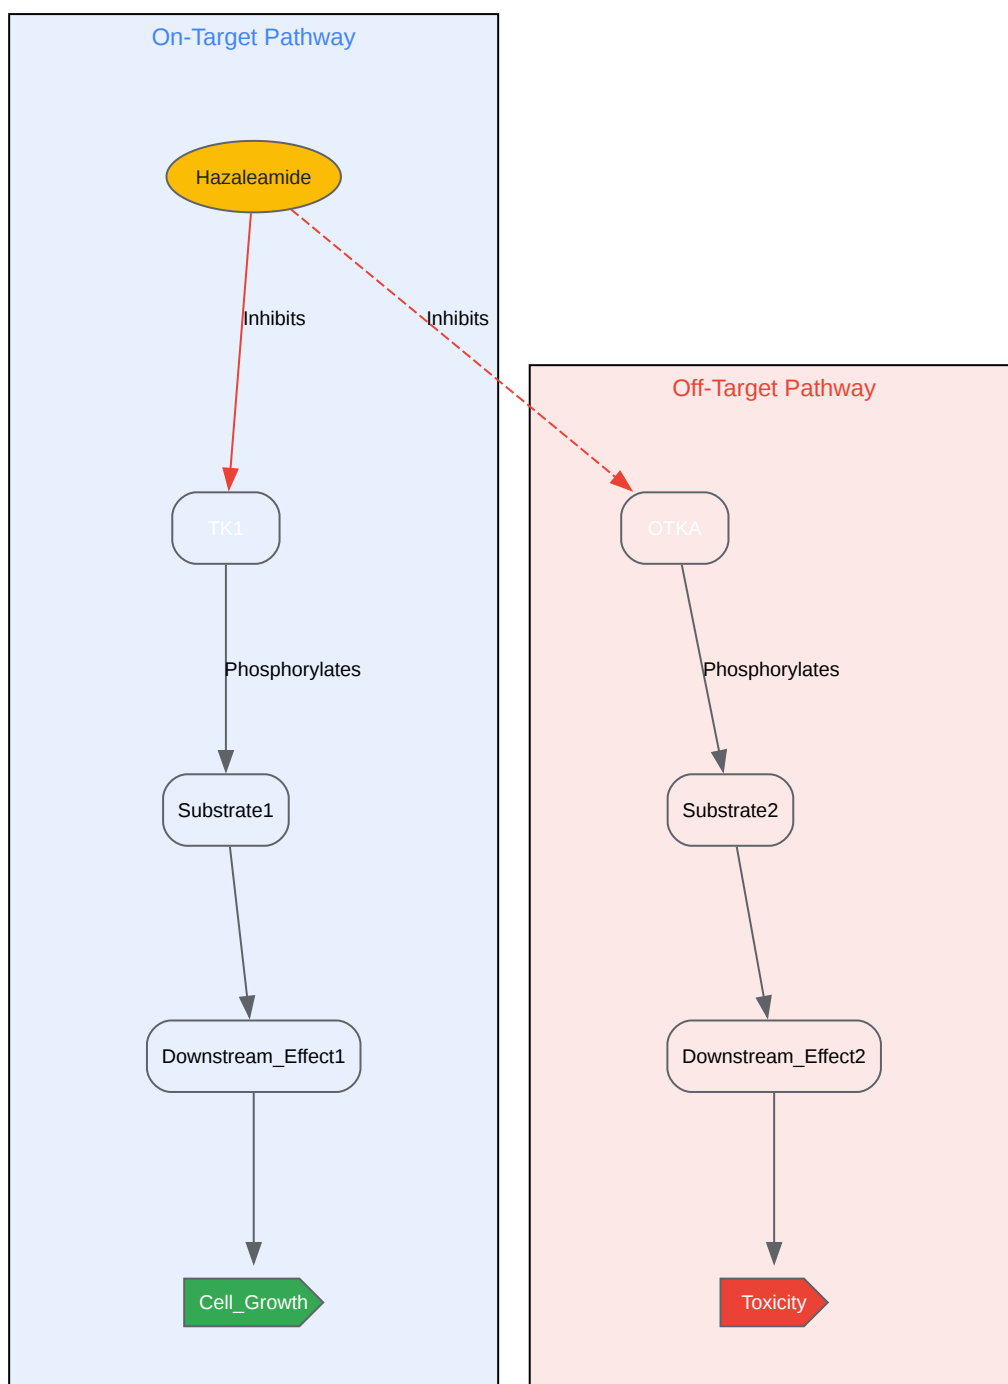 On-Target Pathway
Hazaleamide
Inhibits
Inhibits
Off-Target Pathway
TK1
OTKA
Phosphorylates
Phosphorylates
Substrate1
Substrate2
Downstream_Effect1
Downstream_Effect2
Cell_Growth
Toxicity